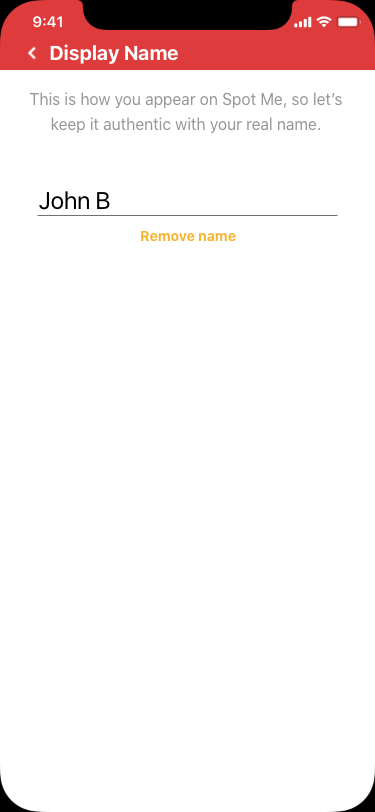 9:41
Display Name
This is how you appear on Spot Me, so let’s
keep it authentic with your real name.
John B
Remove name